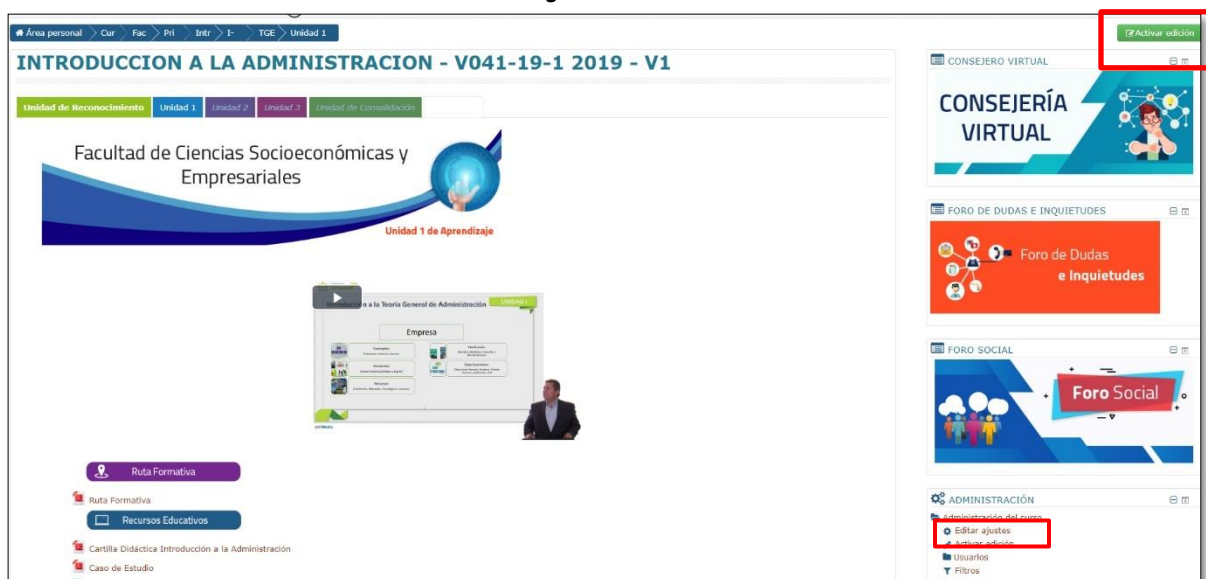 Área personal Cur Fac Pri Intr I- TGE Unidad 1
Activar edición
INTRODUCCION A LA ADMINISTRACION - V041-19-1 2019 - V1
Unidad de Reconocimiento Unidad 1 Unidad 2 Unidad 3 Unidad de Consolidación
Facultad de Ciencias Socioeconómicas y
Empresariales
Unidad 1 de Aprendizaje
a la Teoría General de Administración
Empresa
Ruta Formativa
Ruta Formativa
Recursos Educativos
Cartilla Didáctica Introducción a la Administración
Caso de Estudio
CONSEJERO VIRTUAL
CONSEJERÍA
VIRTUAL
FORO DE DUDAS E INQUIETUDES
Foro de Dudas
e Inquietudes
FORO SOCIAL
Foro Social
ADMINISTRACIÓN
Administración del curso
Editar ajustes
Activar edición
Usuarios
Filtros